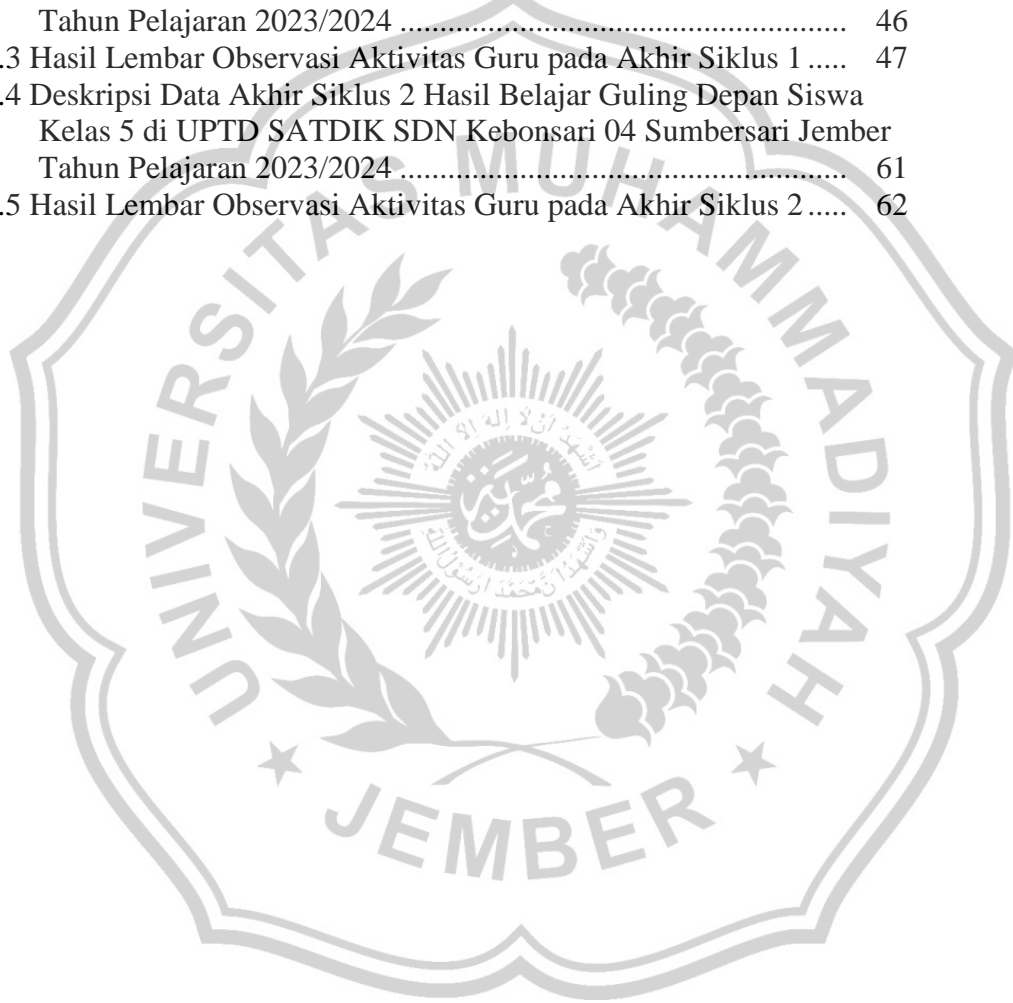 Tahun Pelajaran 2023/2024 ........................................................ 46
.3 Hasil Lembar Observasi Aktivitas Guru pada Akhir Siklus 1 ..... 47
.4 Deskripsi Data Akhir Siklus 2 Hasil Belajar Guling Depan Siswa
Kelas 5 di UPTD SATDIK SDN Kebonsari 04 Sumbersari Jember
Tahun Pelajaran 2023/2024 ........................................................ 61
.5 Hasil Lembar Observasi Aktivitas Guru pada Akhir Siklus 2 ..... 62
UNIVERSITAS MUHAMMADIYAH
JEMBER